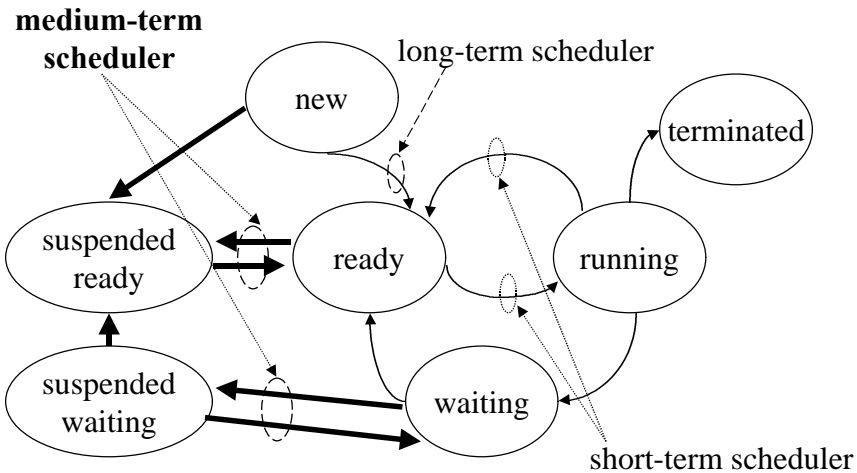 medium-term
scheduler
long-term scheduler
new
terminated
suspended
ready
ready
running
suspended
waiting
waiting
short-term scheduler